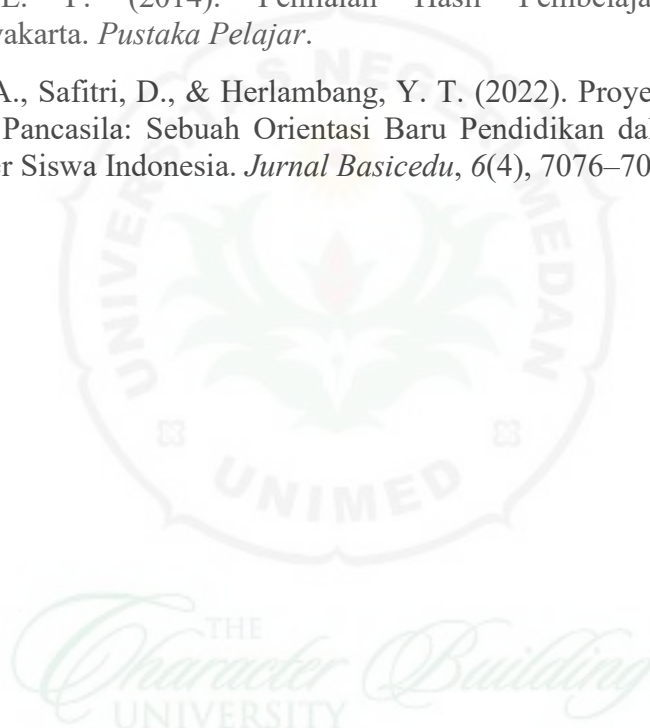 (2014). Penilaian Hasil
yakarta. Pustaka Pelajar.
A., Safitri, D., & Herlambang, Y. T. (2022). Proye
Pancasila: Sebuah Orientasi Baru Pendidikan dal
er Siswa Indonesia. Jurnal Basicedu, 6(4), 7076–70
UNIVERSITAS NEGERI MEDAN
UNIMED
THE
Character Building
UNIVERSITY